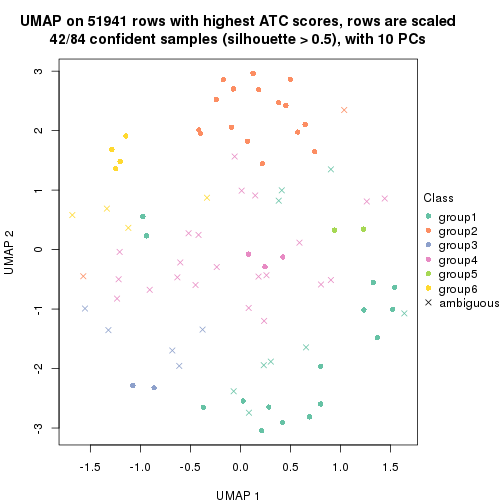 UMAP on 51941 rows with highest ATC scores, rows are scaled
42/84 confident samples (silhouette > 0.5), with 10 PCs
3
2
1
0
-1
-2
-3
UMAP 2
-1.5
-1.0
-0.5
0.0
0.5
1.0
1.5
UMAP 1
Class
group1
group2
group3
group4
group5
group6
ambiguous